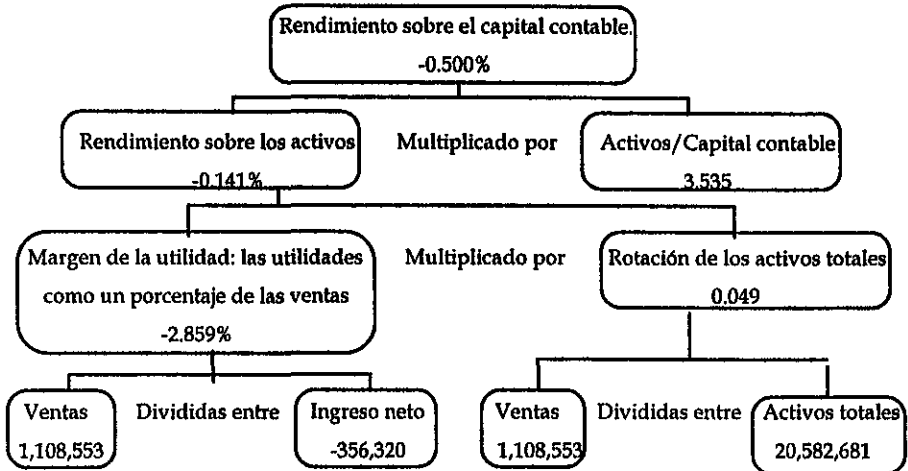 Rendimiento sobre el capital contable.
-0.500%
Rendimiento sobre los activos
-0.141%
Multiplicado por
Activos/Capital contable
3.535
Margen de la utilidad: las utilidades
como un porcentaje de las ventas
-2.859%
Multiplicado por
Rotación de los activos totales
0.049
Ventas
1,108,553
Divididas entre
Ingreso neto
-356,320
Ventas
1,108,553
Divididas entre
Activos totales
20,582,681